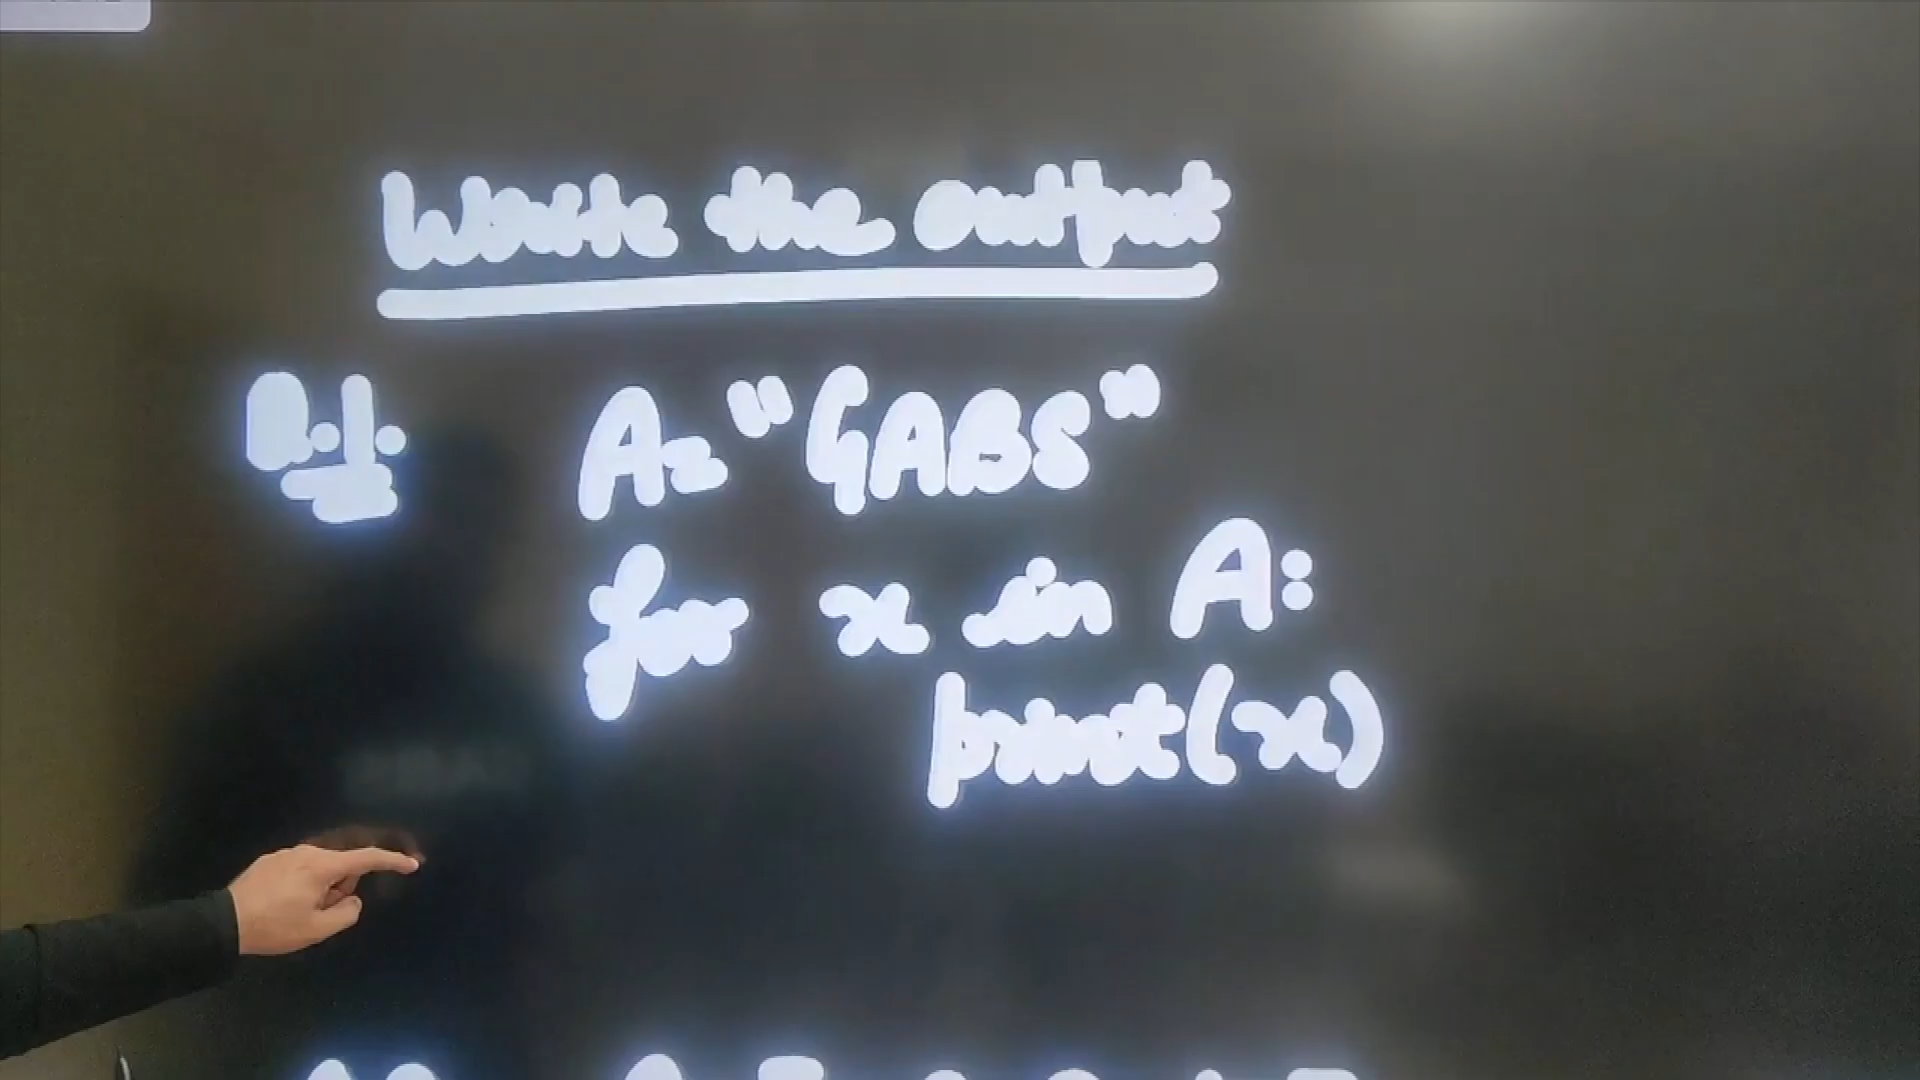 Write the output
Q.1. A= "GABS"
for x in A:
print(x)